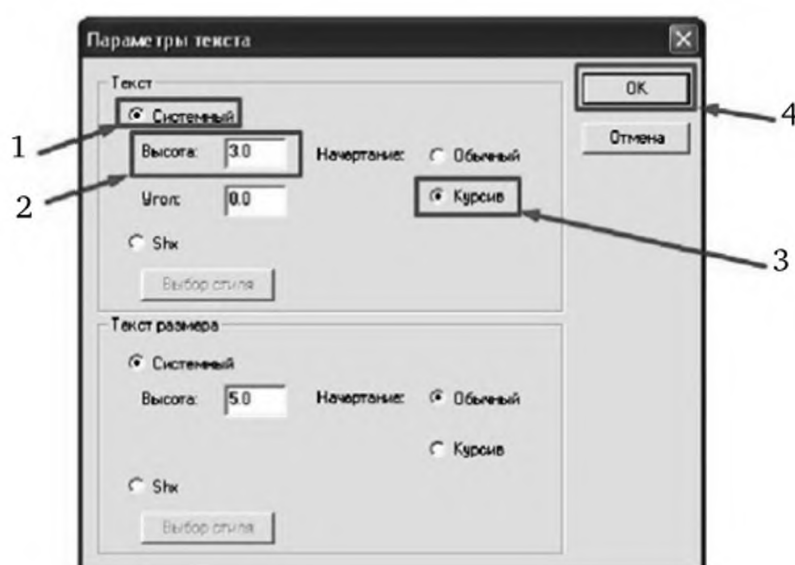 Параметры текста
Текст
ОК
4
Системный
1
Отмена
Высота: 3.0 Начертание: Обычный
2
Угол: 0.0 Курсив
3
Shx
Выбор стиля
Текст размера
Системный
Высота: 5.0 Начертание: Обычный
Курсив
Shx
Выбор стиля